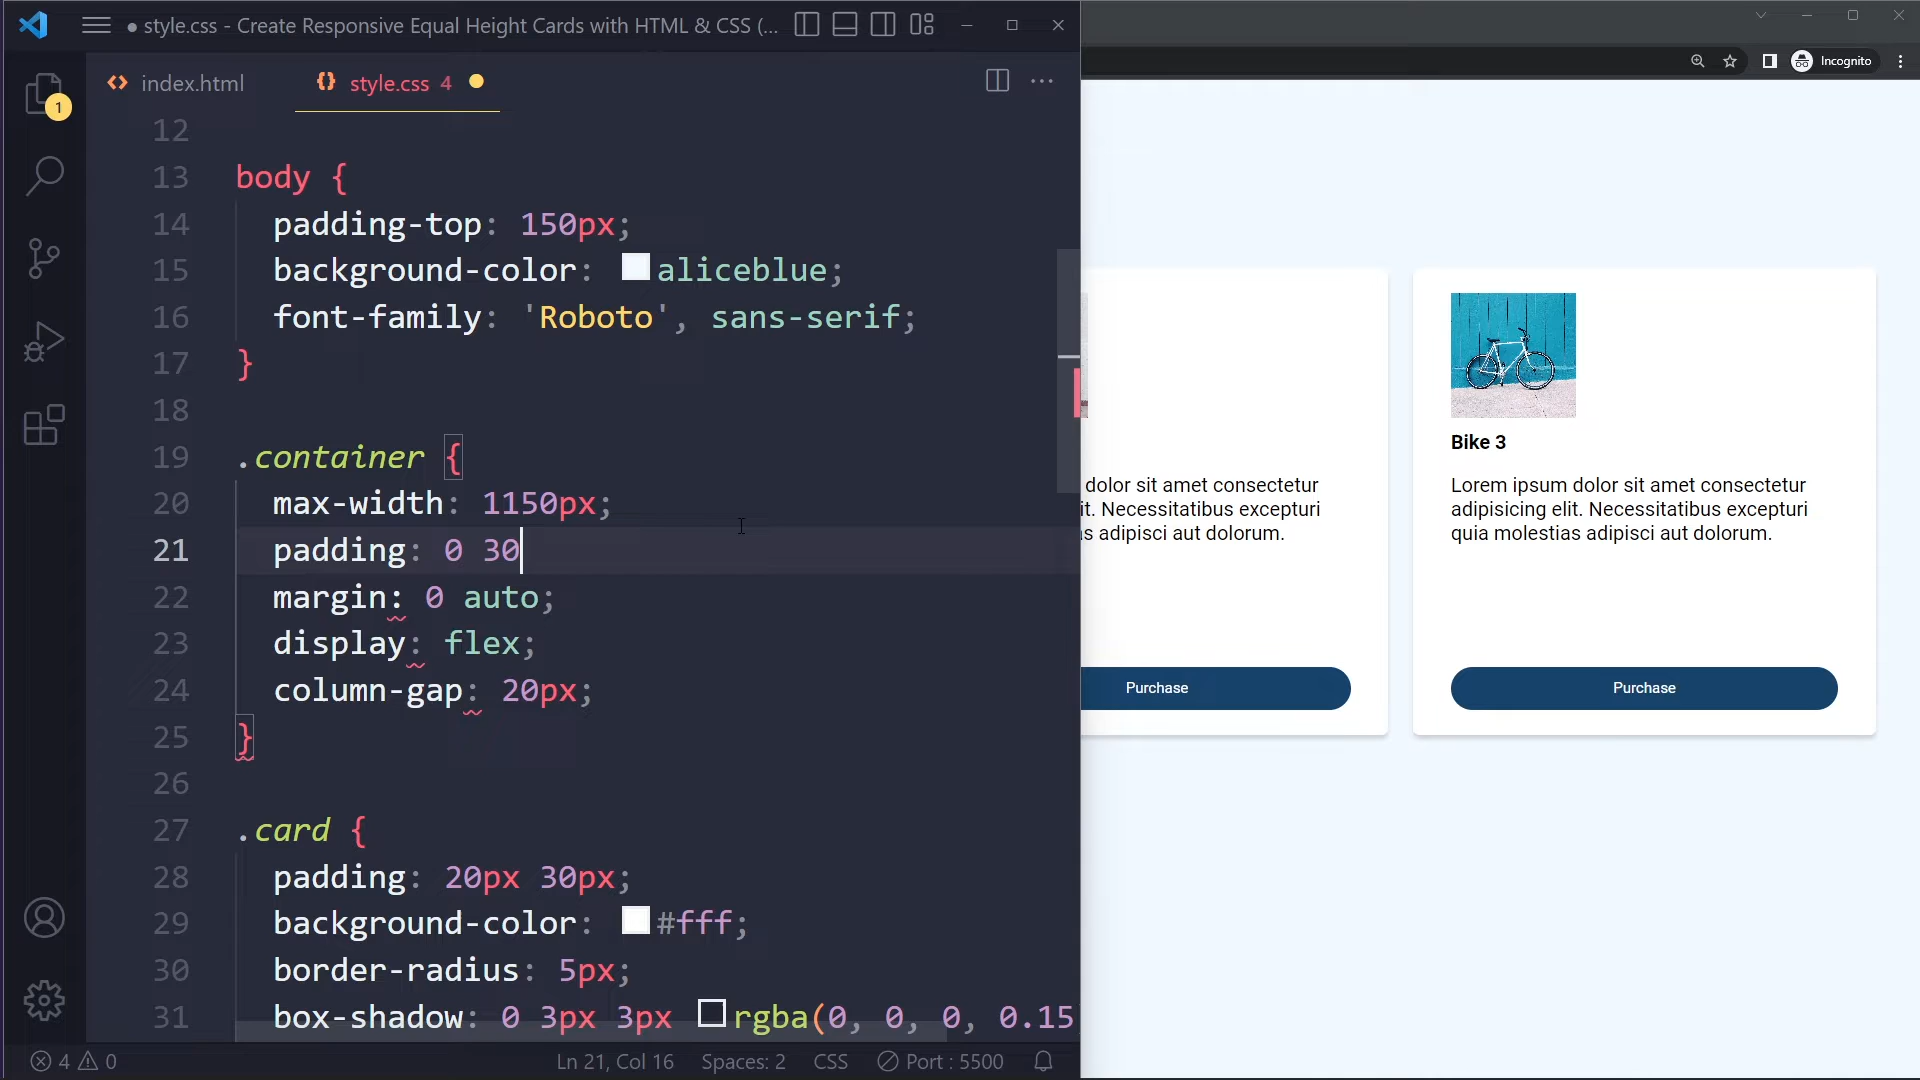 style.css - Create Responsive Equal Height Cards with HTML & CSS (...
Incognito
1
index.html
style.css 4
12
13 body {
14 padding-top: 150px;
15 background-color: aliceblue;
16 font-family: 'Roboto', sans-serif;
17 }
18
19 .container {
20 max-width: 1150px;
21 padding: 0 30
22 margin: 0 auto;
23 display: flex;
24 column-gap: 20px;
25 }
26
27 .card {
28 padding: 20px 30px;
29 background-color: #fff;
30 border-radius: 5px;
31 box-shadow: 0 3px 3px rgba(0, 0, 0, 0.15
4 0 Ln 21, Col 16 Spaces: 2 CSS Port : 5500
dolor sit amet consectetur
it. Necessitatibus excepturi
s adipisci aut dolorum.
Purchase
Bike 3
Lorem ipsum dolor sit amet consectetur
adipisicing elit. Necessitatibus excepturi
quia molestias adipisci aut dolorum.
Purchase